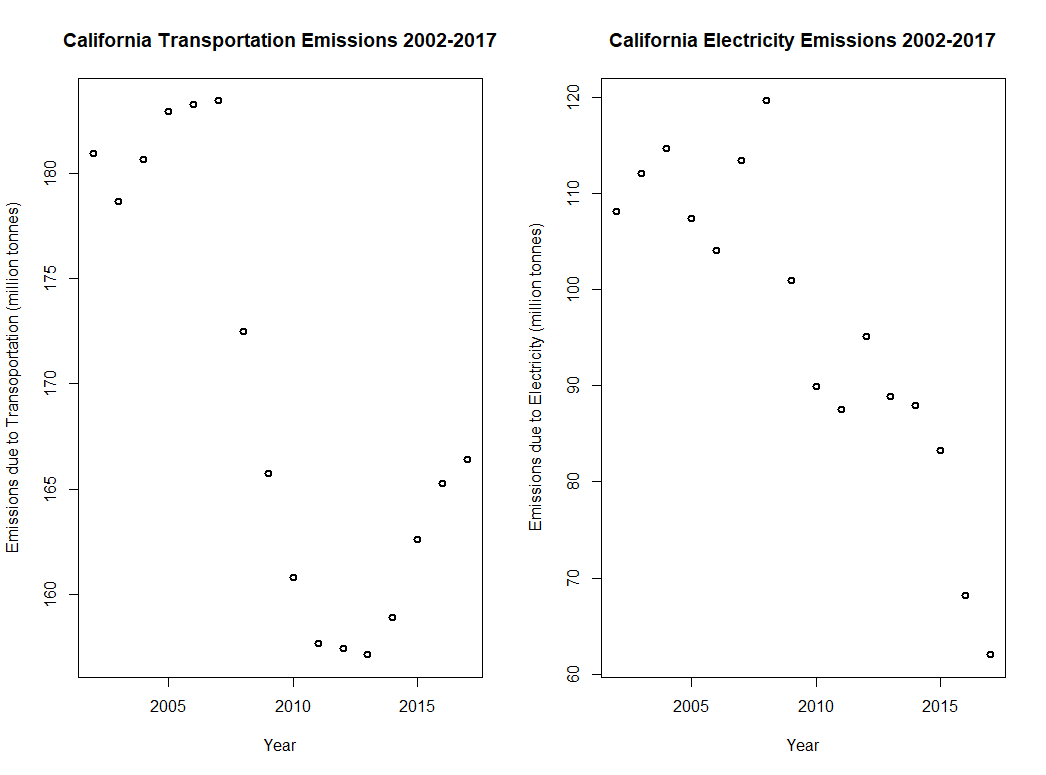 California Transportation Emissions 2002-2017
Emissions due to Transoportation (million tonnes)
180
175
170
165
160
2005 2010 2015
Year
California Electricity Emissions 2002-2017
Emissions due to Electricity (million tonnes)
120
110
100
90
80
70
60
2005 2010 2015
Year